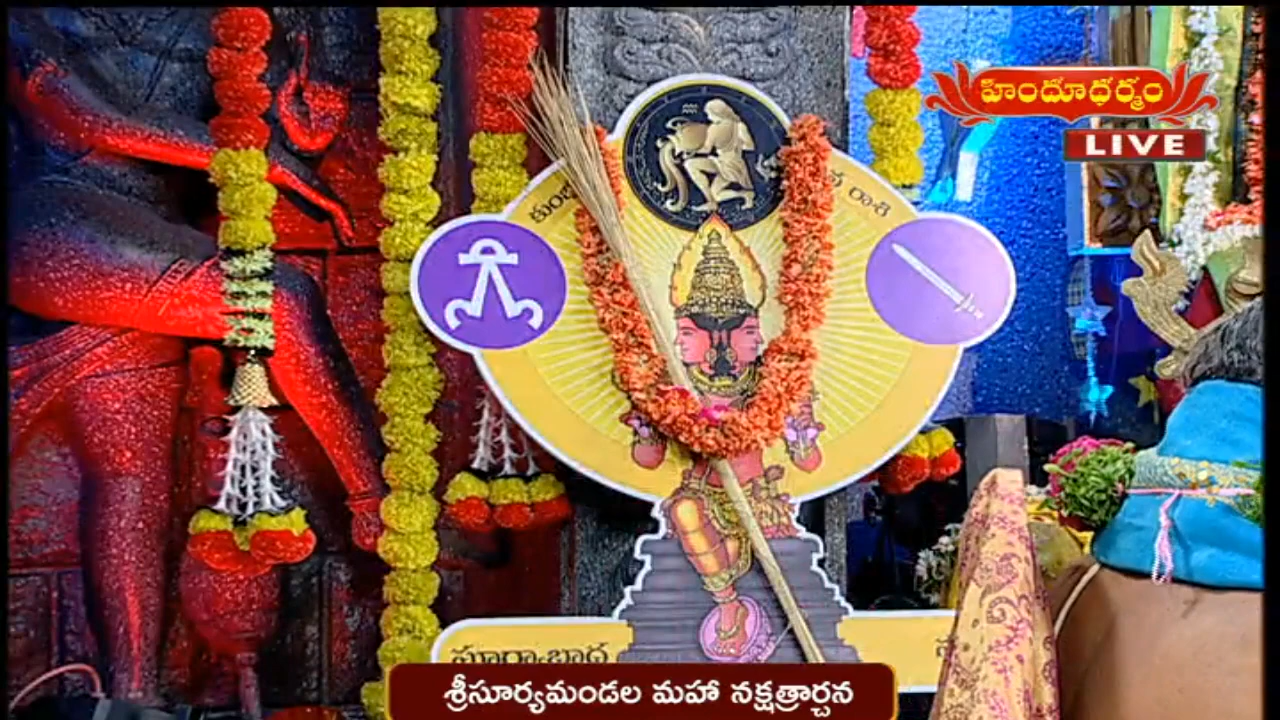 హిందూధర్మం
LIVE
రాశి
పూర్వాభాద్ర
శ్రీసూర్యమండల మహా నక్షత్రార్చన